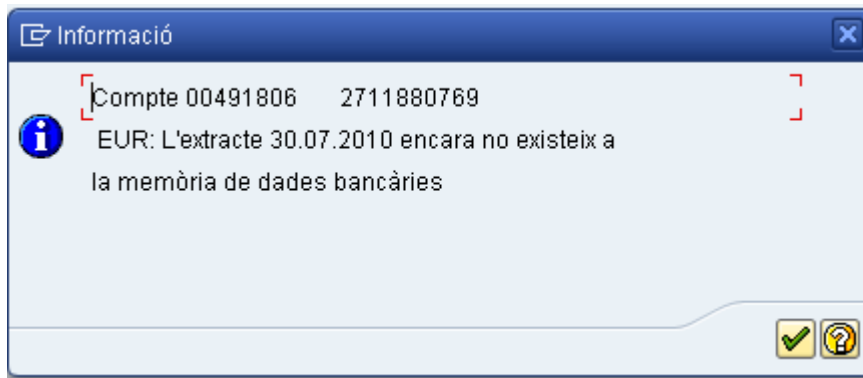 Informació
Compte 00491806 2711880769
EUR: L'extracte 30.07.2010 encara no existeix a
la memòria de dades bancàries